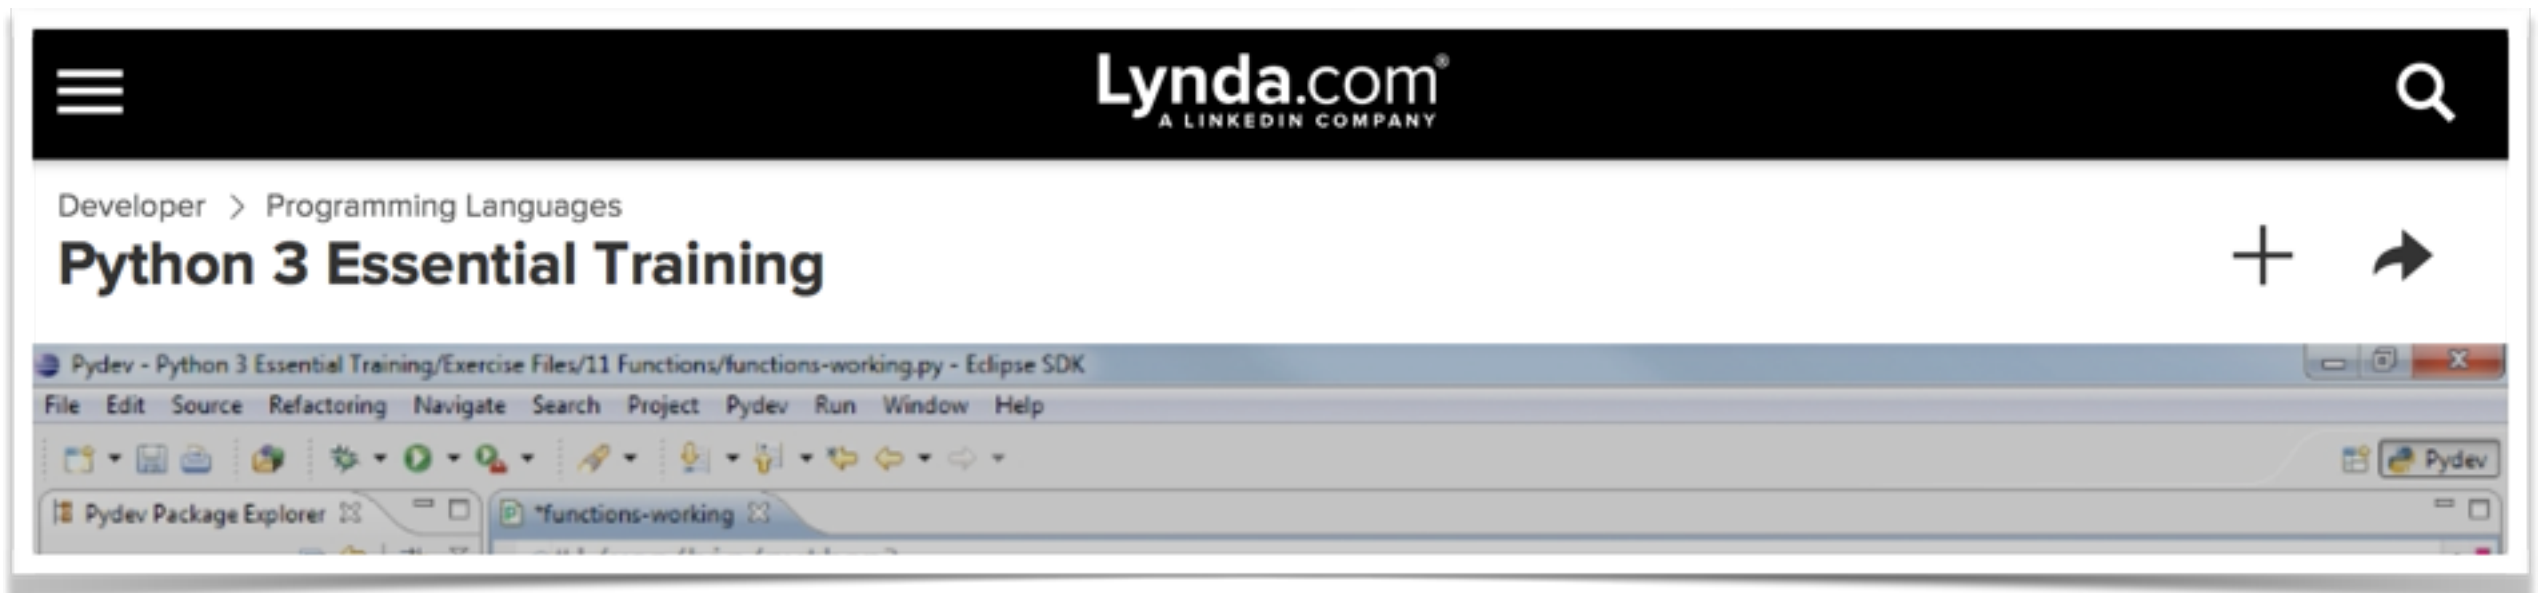 Lynda.com®
A LINKEDIN COMPANY
Developer > Programming Languages
Python 3 Essential Training
Pydev - Python 3 Essential Training/Exercise Files/11 Functions/functions-working.py - Eclipse SDK
File Edit Source Refactoring Navigate Search Project Pydev Run Window Help
Pydev
Pydev Package Explorer
*functions-working